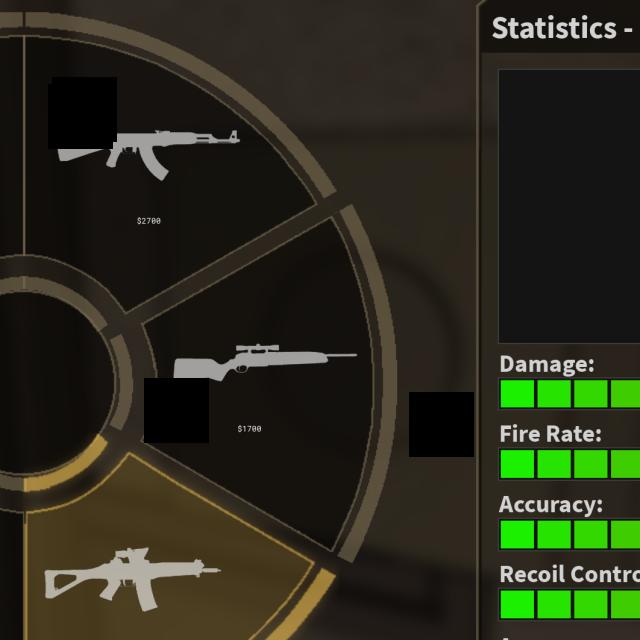 Statistics -
$2700
Damage:
$1700
Fire Rate:
Accuracy:
Recoil Contro